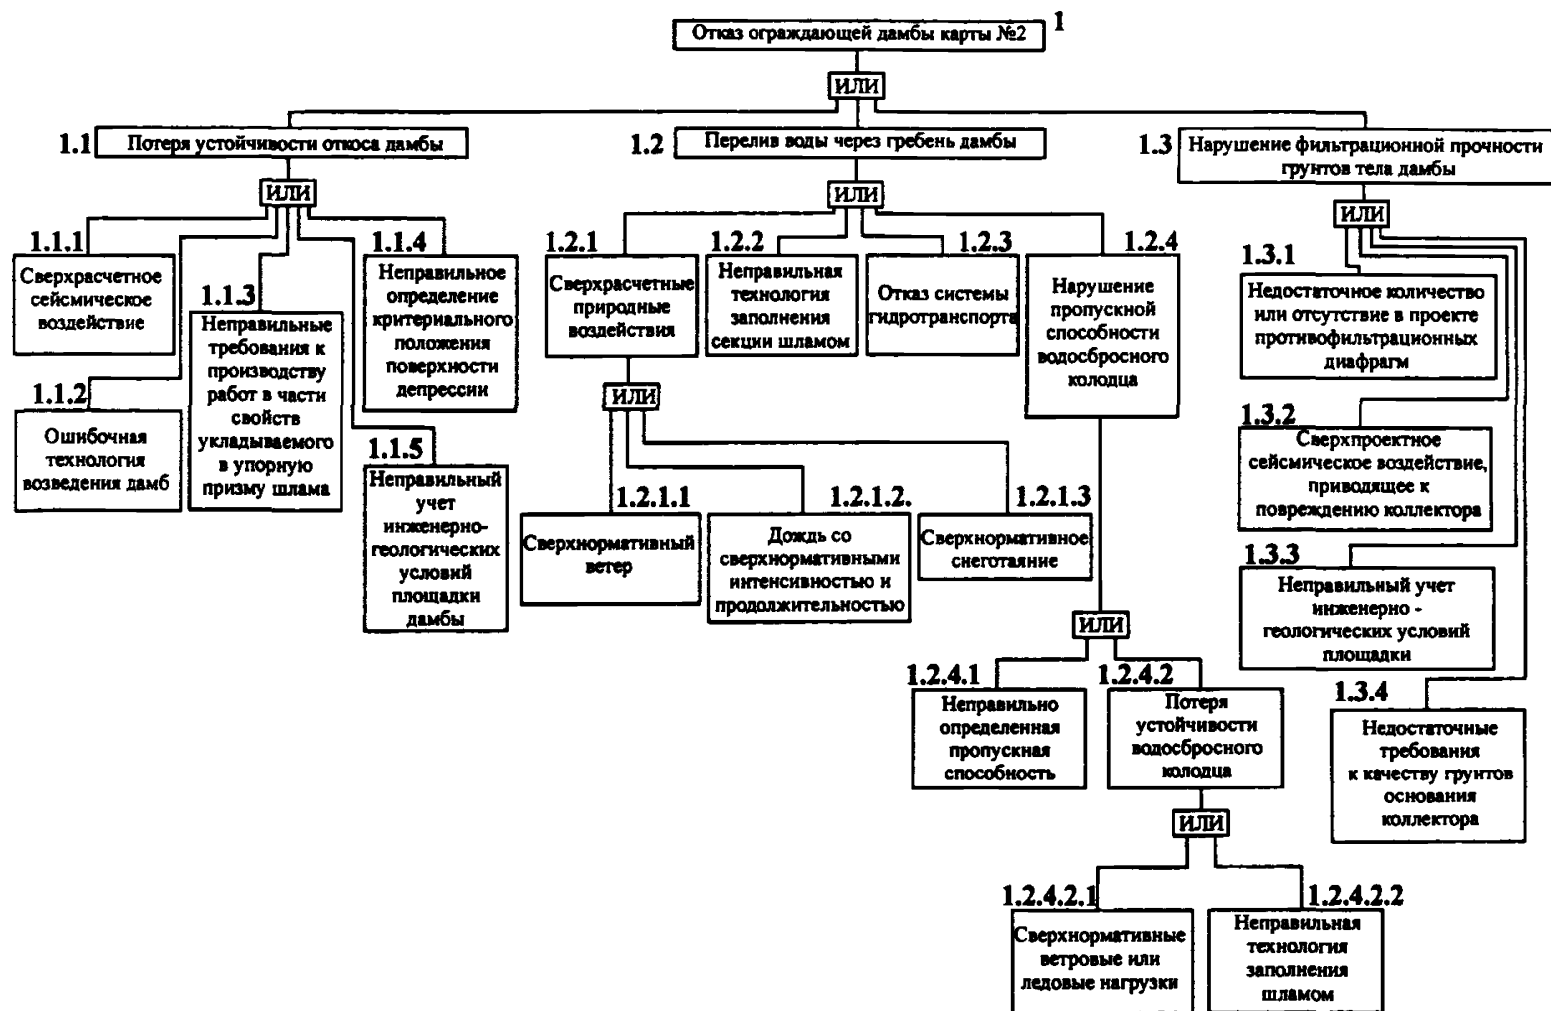 Отказ ограждающей дамбы карты №2
1
ИЛИ
1.1
Потеря устойчивости откоса дамбы
1.2
Перелив воды через гребень дамбы
1.3
Нарушение фильтрационной прочности
грунтов тела дамбы
ИЛИ
ИЛИ
ИЛИ
1.1.1
Сверхрасчетное
сейсмическое
воздействие
1.1.2
Ошибочная
технология
возведения дамб
1.1.3
Неправильные
требования к
производству
работ в части
свойств
укладываемого
в упорную
призму шлама
1.1.4
Неправильное
определение
критериального
положения
поверхности
депрессии
1.1.5
Неправильный
учет
инженерно-
геологических
условий
площадки
дамбы
1.2.1
Сверхрасчетные
природные
воздействия
1.2.2
Неправильная
технология
заполнения
секции шламом
1.2.3
Отказ системы
гидротранспорта
1.2.4
Нарушение
пропускной
способности
водосбросного
колодца
ИЛИ
1.2.1.1
Сверхнормативный
ветер
1.2.1.2.
Дождь со
сверхнормативными
интенсивностью и
продолжительностью
1.2.1.3
Сверхнормативное
снеготаяние
ИЛИ
1.2.4.1
Неправильно
определенная
пропускная
способность
1.2.4.2
Потеря
устойчивости
водосбросного
колодца
ИЛИ
1.2.4.2.1
Сверхнормативные
ветровые или
ледовые нагрузки
1.2.4.2.2
Неправильная
технология
заполнения
шламом
1.3.1
Недостаточное количество
или отсутствие в проекте
противофильтрационных
диафрагм
1.3.2
Сверхпроектное
сейсмическое воздействие,
приводящее к
повреждению коллектора
1.3.3
Неправильный учет
инженерно -
геологических условий
площадки
1.3.4
Недостаточные
требования
к качеству грунтов
основания
коллектора